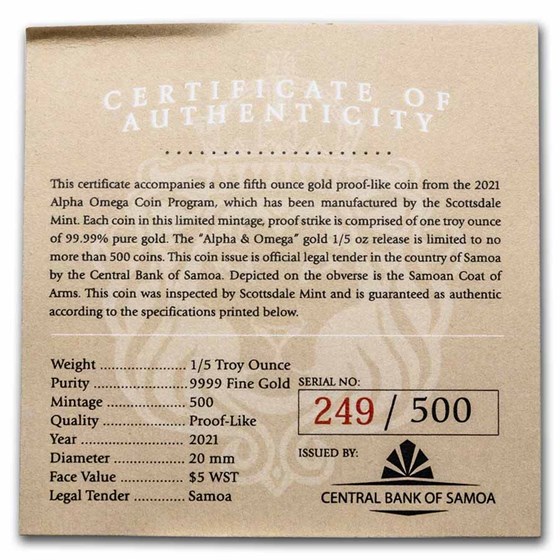 CERTIFICATE OF
AUTHENTICITY
This certificate accompanies a one fifth ounce gold proof-like coin from the 2021
Alpha Omega Coin Program, which has been manufactured by the Scottsdale
Mint. Each coin in this limited mintage, proof strike is comprised of one troy ounce
of 99.99% pure gold. The “Alpha & Omega” gold 1/5 oz release is limited to no
more than 500 coins. This coin issue is official legal tender in the country of Samoa
by the Central Bank of Samoa. Depicted on the obverse is the Samoan Coat of
Arms. This coin was inspected by Scottsdale Mint and is guaranteed as authentic
according to the specifications printed below.
Weight ...................... 1/5 Troy Ounce
Purity ....................... 9999 Fine Gold
Mintage .................... 500
Quality ..................... Proof-Like
Year .......................... 2021
Diameter .................. 20 mm
Face Value ................ $5 WST
Legal Tender ............. Samoa
SERIAL NO:
249 / 500
ISSUED BY:
CENTRAL BANK OF SAMOA